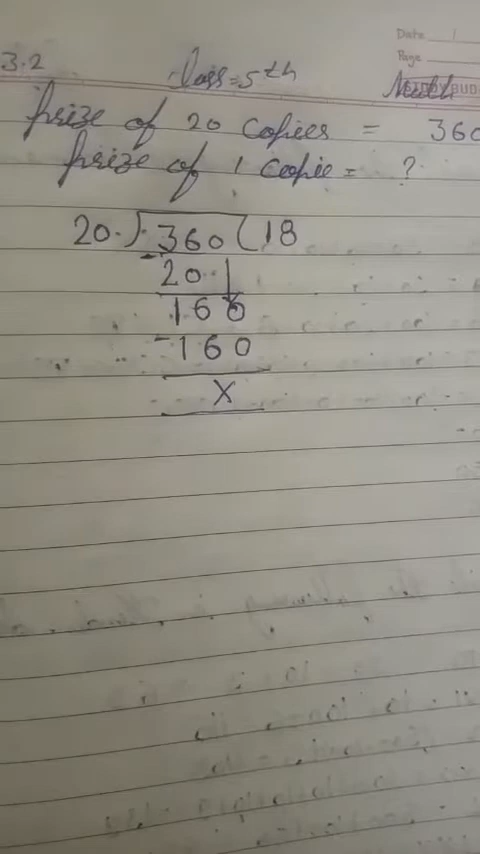 Date 1
Page
3.2 Class = 5th
Prize of 20 Copies = 360
Prize of 1 Copie = ?
20.) 360 ( 18
- 20
160
- 160
X